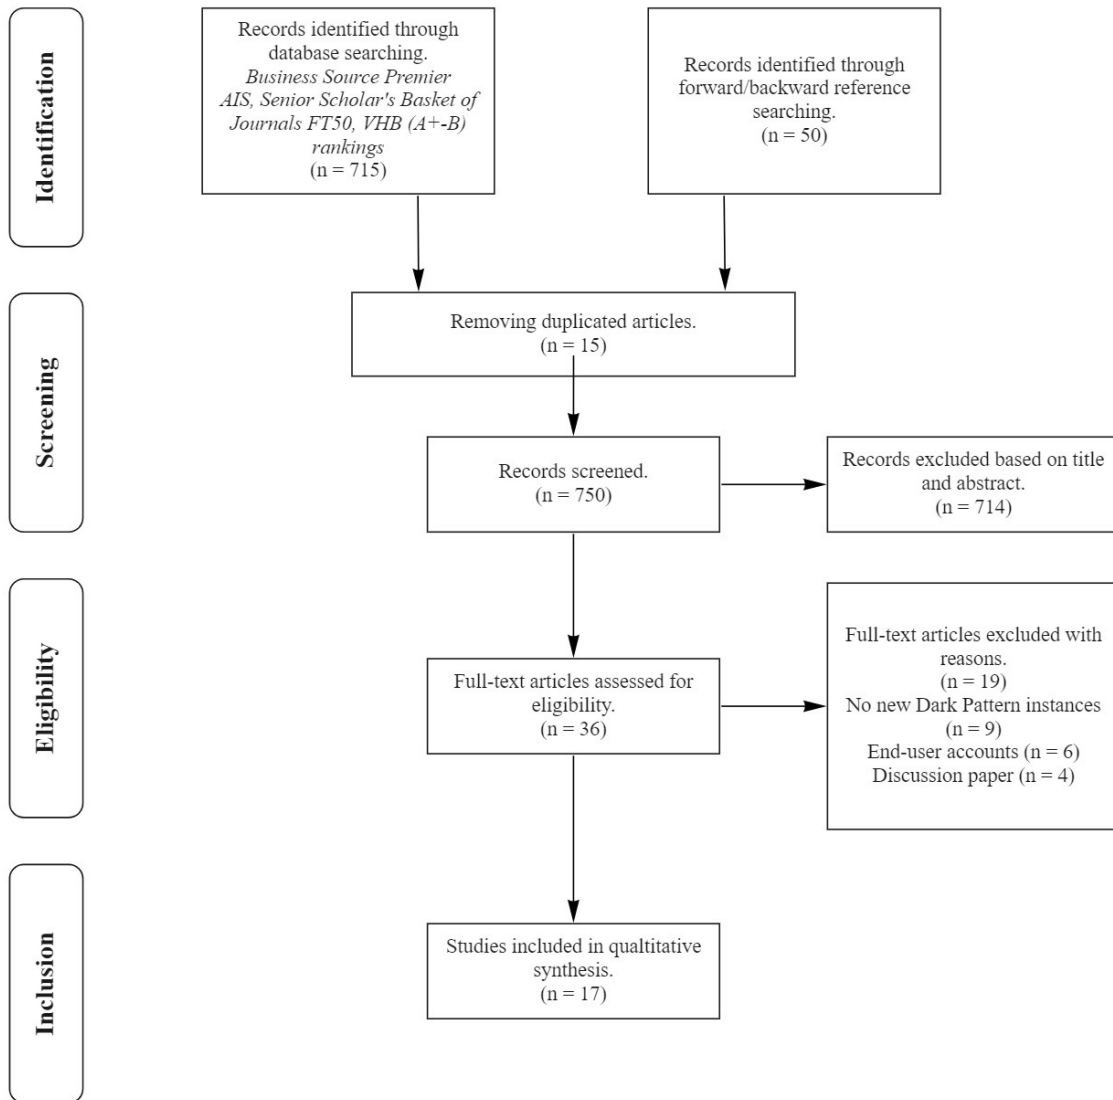 Identification
Records identified through
database searching.
Business Source Premier
AIS, Senior Scholar's Basket of
Journals FT50, VHB (A+-B)
rankings
(n = 715)
Records identified through
forward/backward reference
searching.
(n = 50)
Screening
Removing duplicated articles.
(n = 15)
Records screened.
(n = 750)
Records excluded based on title
and abstract.
(n = 714)
Eligibility
Full-text articles assessed for
eligibility.
(n = 36)
Full-text articles excluded with
reasons.
(n = 19)
No new Dark Pattern instances
(n = 9)
End-user accounts (n = 6)
Discussion paper (n = 4)
Inclusion
Studies included in qualtitative
synthesis.
(n = 17)